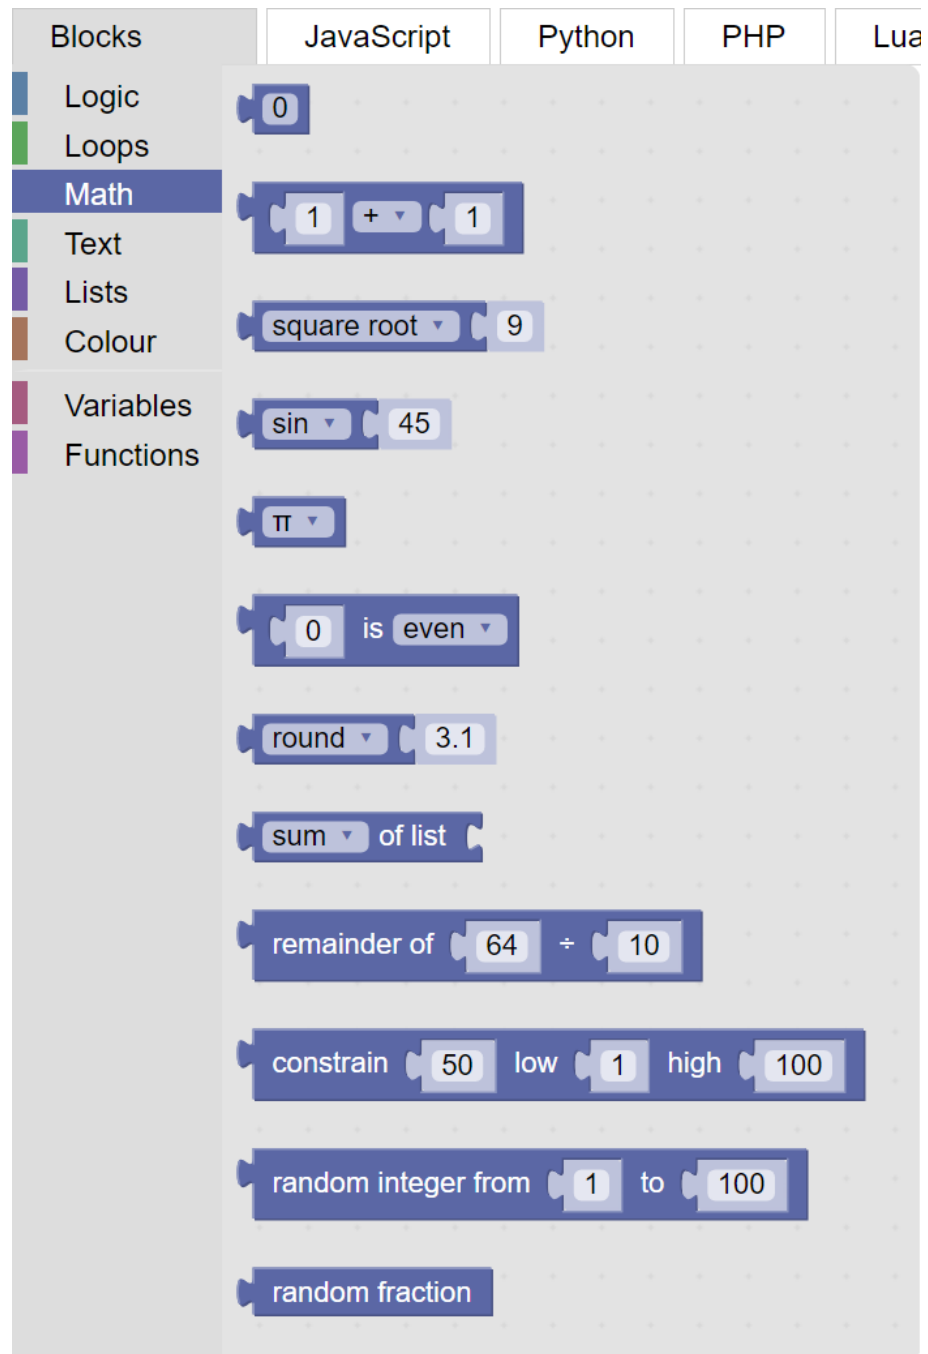 Blocks JavaScript Python PHP Lua
Logic
Loops
Math
Text
Lists
Colour
Variables
Functions
0
1 + 1
square root 9
sin 45
π
0 is even
round 3.1
sum of list
remainder of 64 ÷ 10
constrain 50 low 1 high 100
random integer from 1 to 100
random fraction